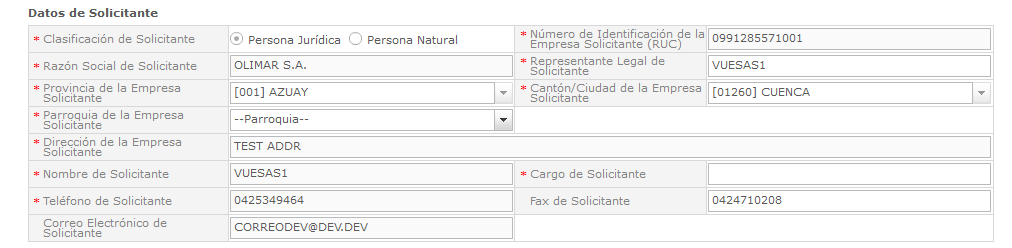 Datos de Solicitante
* Clasificación de Solicitante
Persona Jurídica
Persona Natural
* Número de Identificación de la
Empresa Solicitante (RUC)
0991285571001
* Razón Social de Solicitante
OLIMAR S.A.
* Representante Legal de
Solicitante
VUESAS1
* Provincia de la Empresa
Solicitante
[001] AZUAY
* Cantón/Ciudad de la Empresa
Solicitante
[01260] CUENCA
* Parroquia de la Empresa
Solicitante
--Parroquia--
* Dirección de la Empresa
Solicitante
TEST ADDR
* Nombre de Solicitante
VUESAS1
* Cargo de Solicitante
* Teléfono de Solicitante
0425349464
Fax de Solicitante
0424710208
Correo Electrónico de
Solicitante
CORREODEV@DEV.DEV